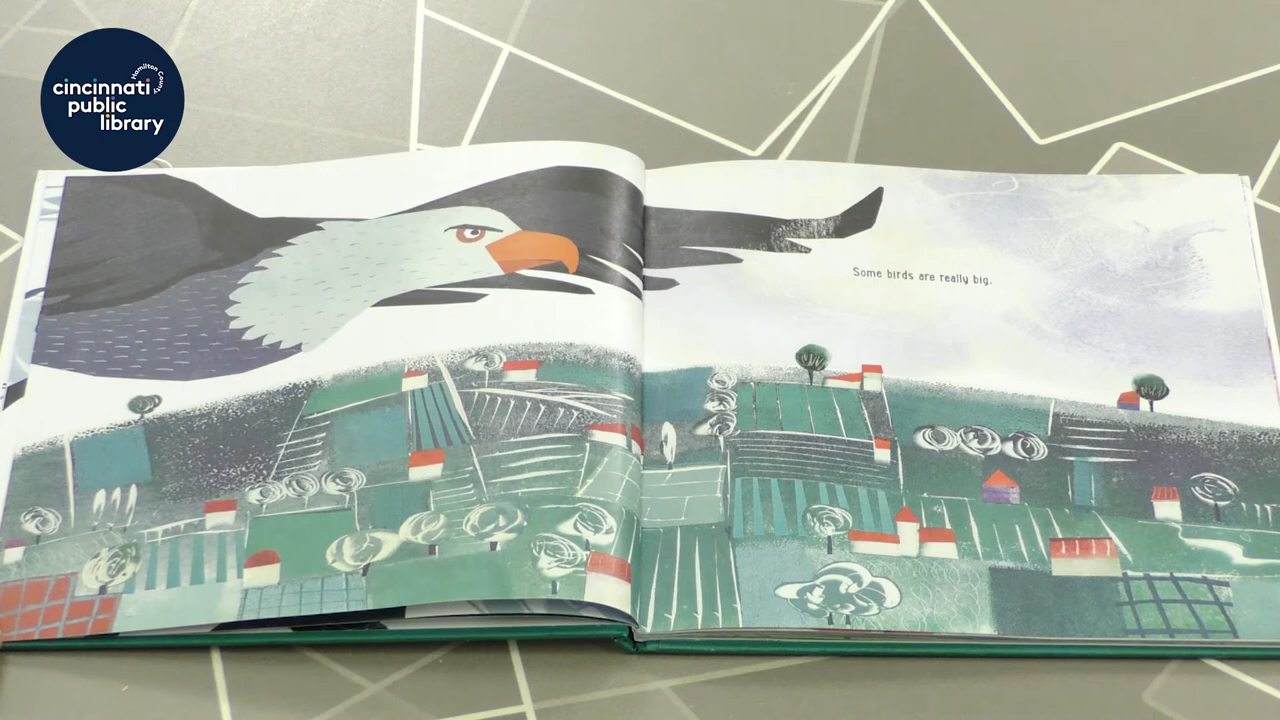 cincinnati
Hamilton County
public
library
Some birds are really big.